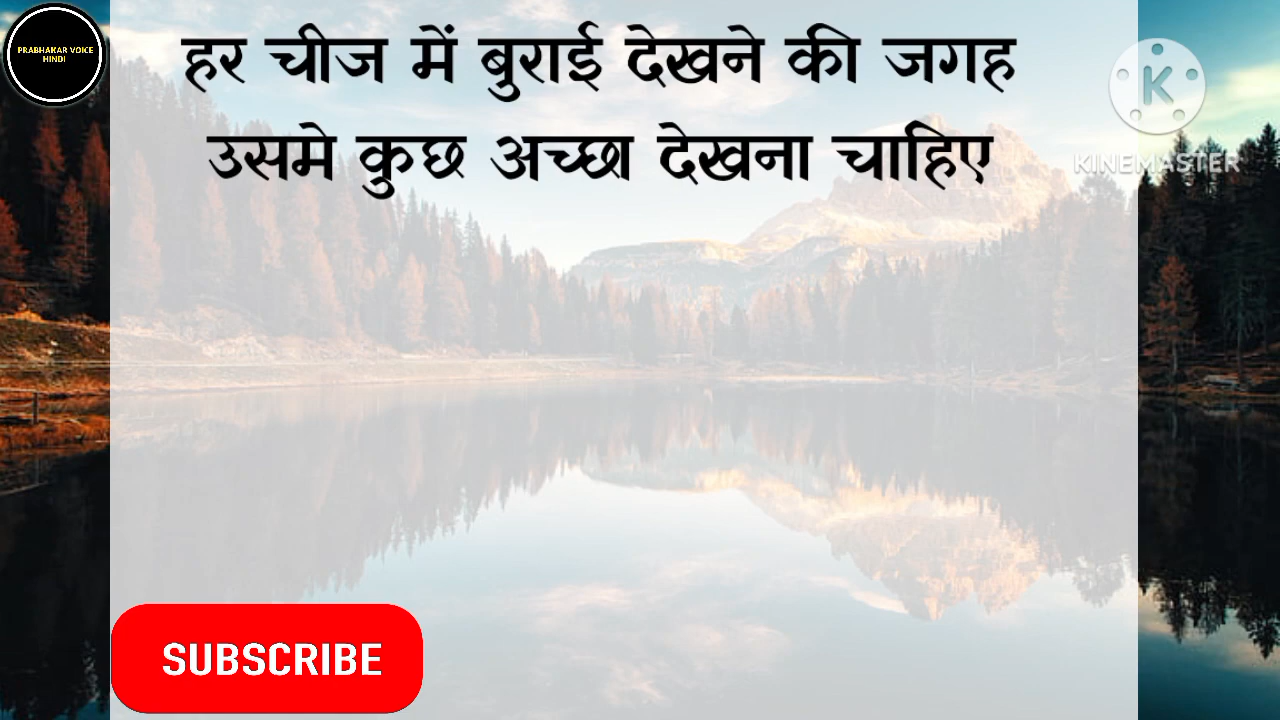 PRABHAKAR VOICE
HINDI
हर चीज में बुराई देखने की जगह
उसमे कुछ अच्छा देखना चाहिए
K
KINEMASTER
SUBSCRIBE